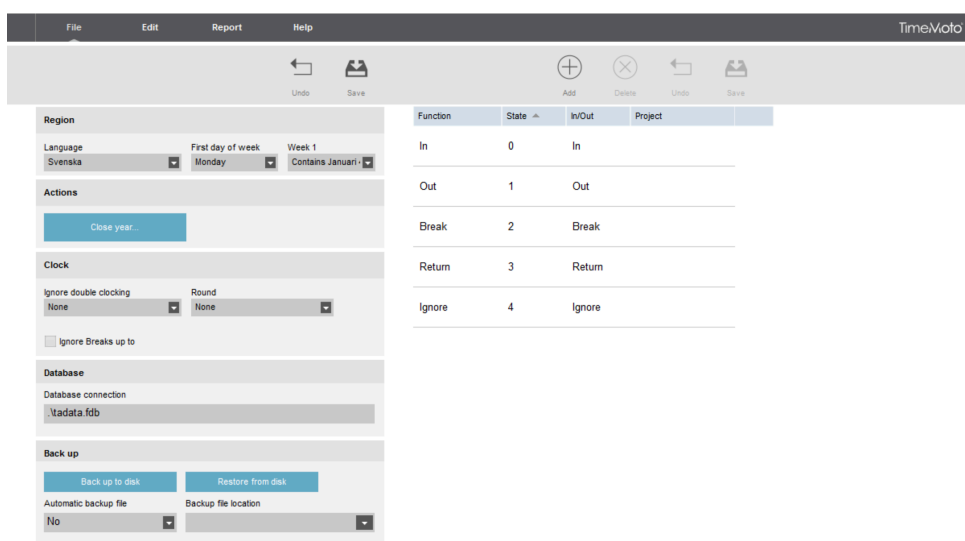 File Edit Report Help TimeMoto
Undo Save Add Delete Undo Save
Region
Language First day of week Week 1
Svenska Monday Contains Januari
Actions
Close year...
Clock
Ignore double clocking Round
None None
Ignore Breaks up to
Database
Database connection
.\tadata.fdb
Back up
Back up to disk Restore from disk
Automatic backup file Backup file location
No
Function State In/Out Project
In 0 In
Out 1 Out
Break 2 Break
Return 3 Return
Ignore 4 Ignore